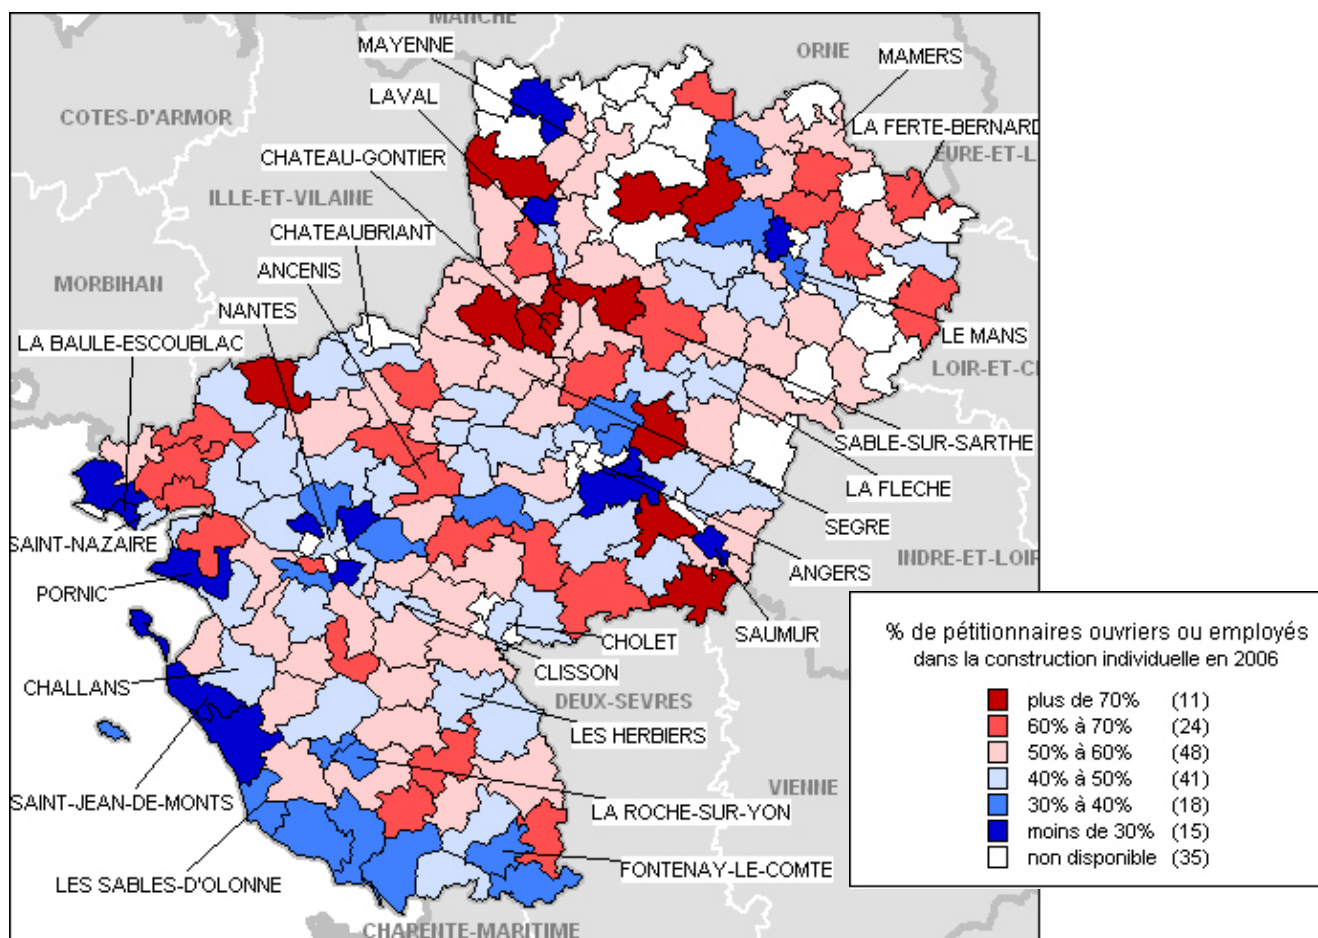 MANCHE
MAYENNE
ORNE
MAMERS
LAVAL
COTES-D'ARMOR
LA FERTE-BERNARD
CHATEAU-GONTIER
EURE-ET-L
ILLE-ET-VILAINE
CHATEAUBRIANT
ANCENIS
MORBIHAN
NANTES
LA BAULE-ESCOUBLAC
LE MANS
LOIR-ET-CH
SABLE-SUR-SARTHE
LA FLECHE
SEGRE
SAINT-NAZAIRE
INDRE-ET-LOIR
ANGERS
PORNIC
SAUMUR
CHOLET
CLISSON
CHALLANS
DEUX-SEVRES
LES HERBIERS
VIENNE
SAINT-JEAN-DE-MONTS
LA ROCHE-SUR-YON
FONTENAY-LE-COMTE
LES SABLES-D'OLONNE
CHARENTE-MARITIME
% de pétitionnaires ouvriers ou employés
dans la construction individuelle en 2006
plus de 70% (11)
60% à 70% (24)
50% à 60% (48)
40% à 50% (41)
30% à 40% (18)
moins de 30% (15)
non disponible (35)